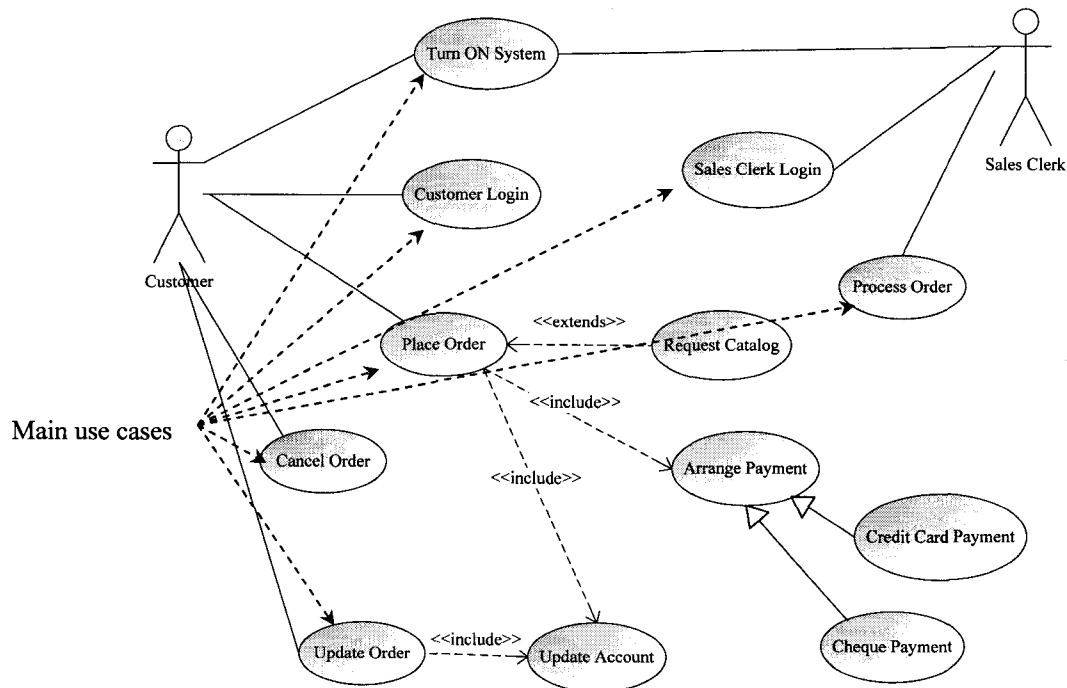 Turn ON System
Sales Clerk
Sales Clerk Login
Customer Login
Customer
Process Order
<<extends>>
Place Order
Request Catalog
<<include>>
Main use cases
Cancel Order
Arrange Payment
<<include>>
Credit Card Payment
<<include>>
Update Order
Update Account
Cheque Payment